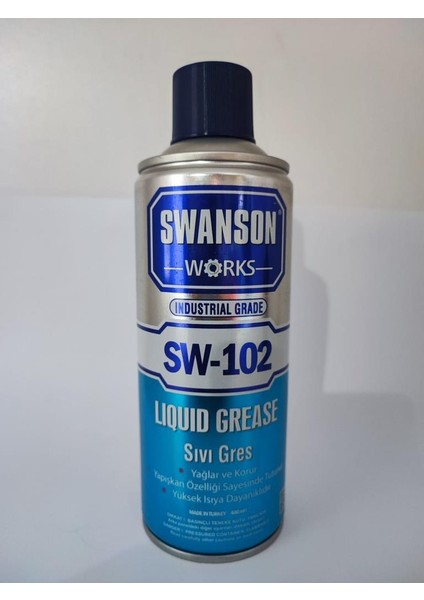 SWANSON®
WORKS
INDUSTRIAL GRADE
SW-102
LIQUID GREASE
Sıvı Gres
Yağlar ve Korur
Yapışkan Özelliği Sayesinde
Yüksek Isıya Dayanıklıdır
MADE IN TURKEY